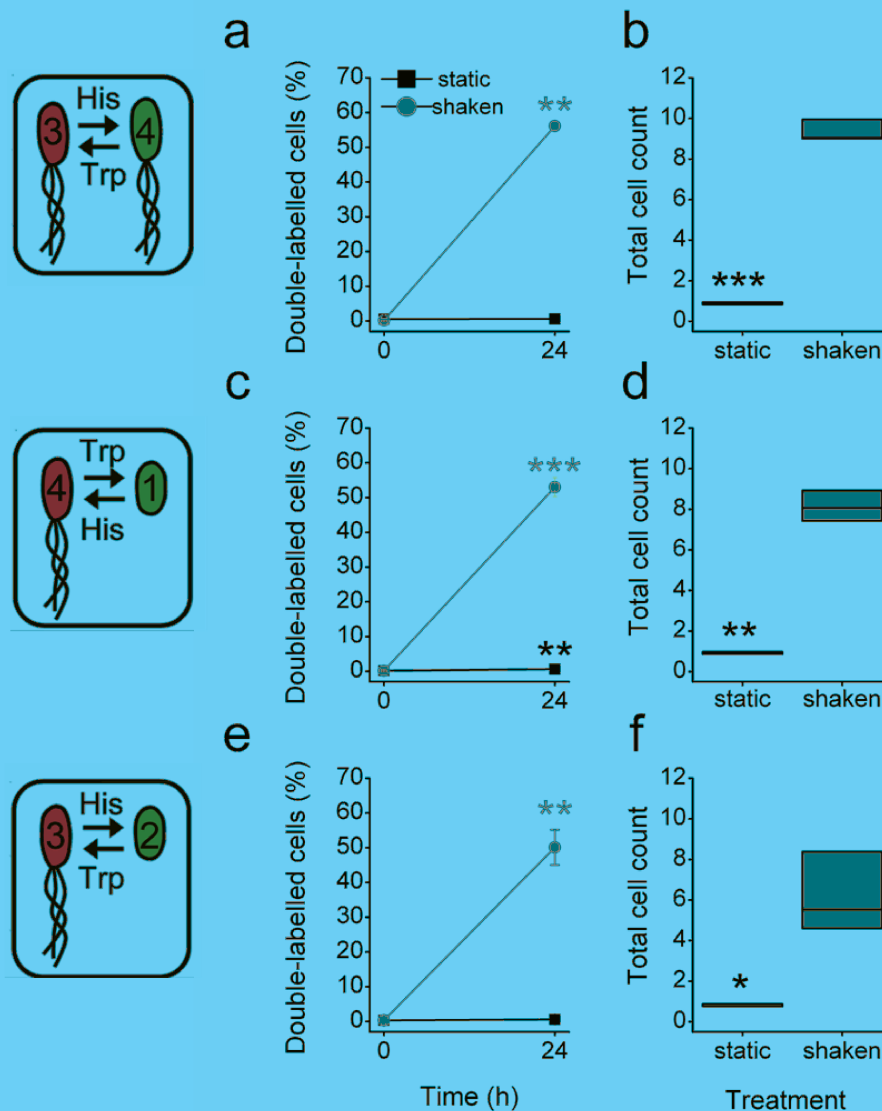 a
b
His
3
4
Trp
Double-labelled cells (%)
70
60
50
40
30
20
10
0
static
shaken
**
0
24
Total cell count
12
10
8
6
4
2
0
***
static
shaken
c
d
Trp
4
1
His
Double-labelled cells (%)
70
60
50
40
30
20
10
0
***
**
0
24
Total cell count
12
10
8
6
4
2
0
**
static
shaken
e
f
His
3
2
Trp
Double-labelled cells (%)
70
60
50
40
30
20
10
0
**
0
24
Time (h)
Total cell count
12
10
8
6
4
2
0
*
static
shaken
Treatment